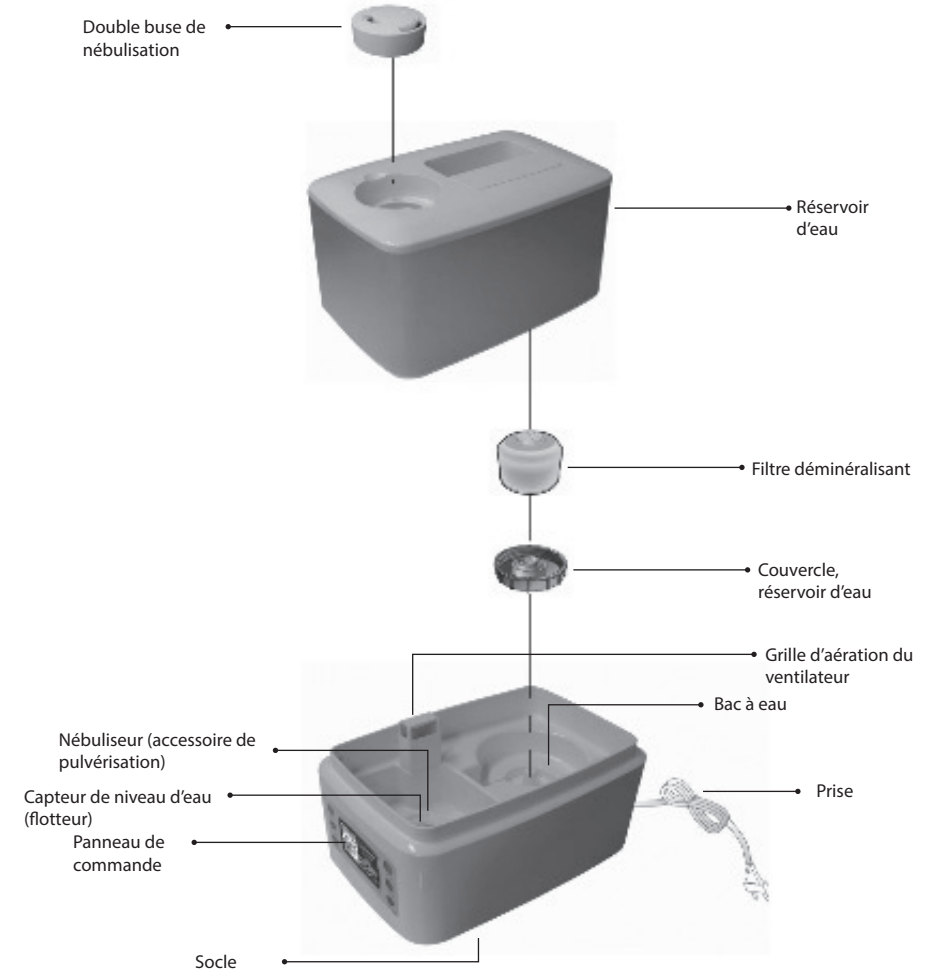 Double buse de
nébulisation
Réservoir
d'eau
Filtre déminéralisant
Couvercle,
réservoir d'eau
Grille d'aération du
ventilateur
Bac à eau
Nébuliseur (accessoire de
pulvérisation)
Capteur de niveau d'eau
(flotteur)
Prise
Panneau de
commande
Socle